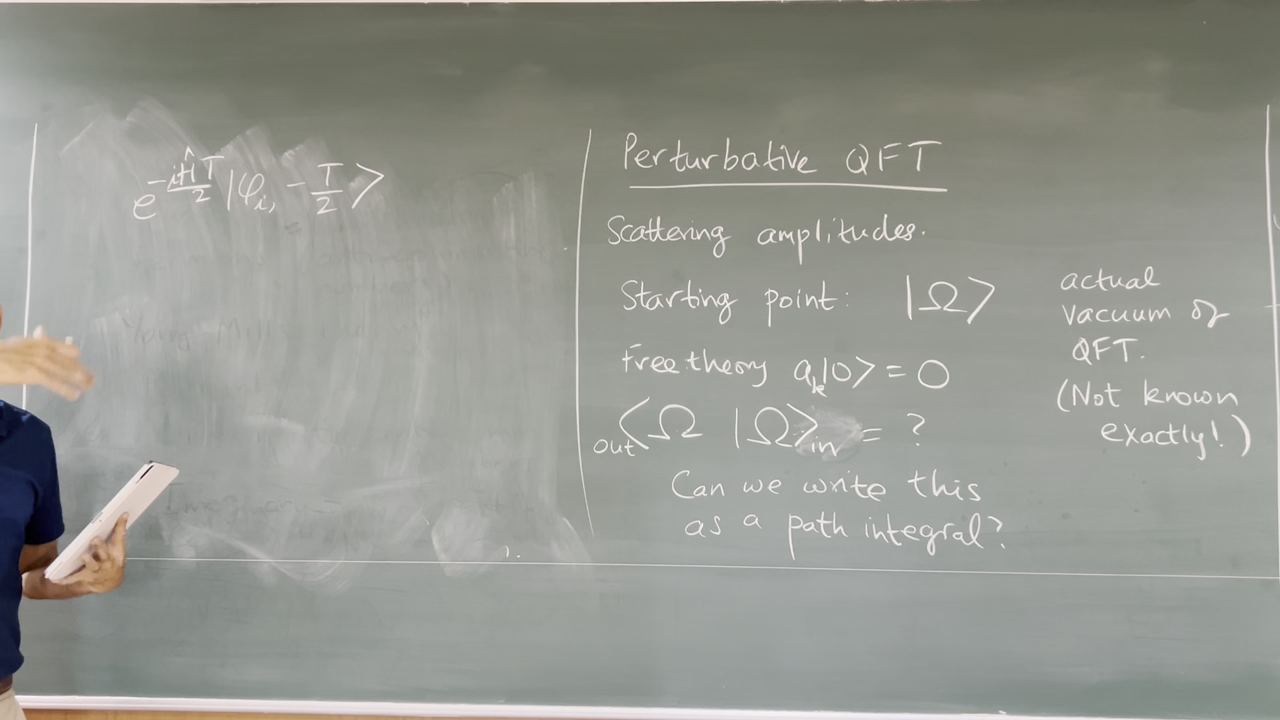 e^{-iĤT/2} |φ_i, -T/2>
Perturbative QFT
Scattering amplitudes.
Starting point: |Ω> actual vacuum of QFT. (Not known exactly!)
Free theory a_k|0> = 0
out<Ω |Ω>in = ?
Can we write this
as a path integral?